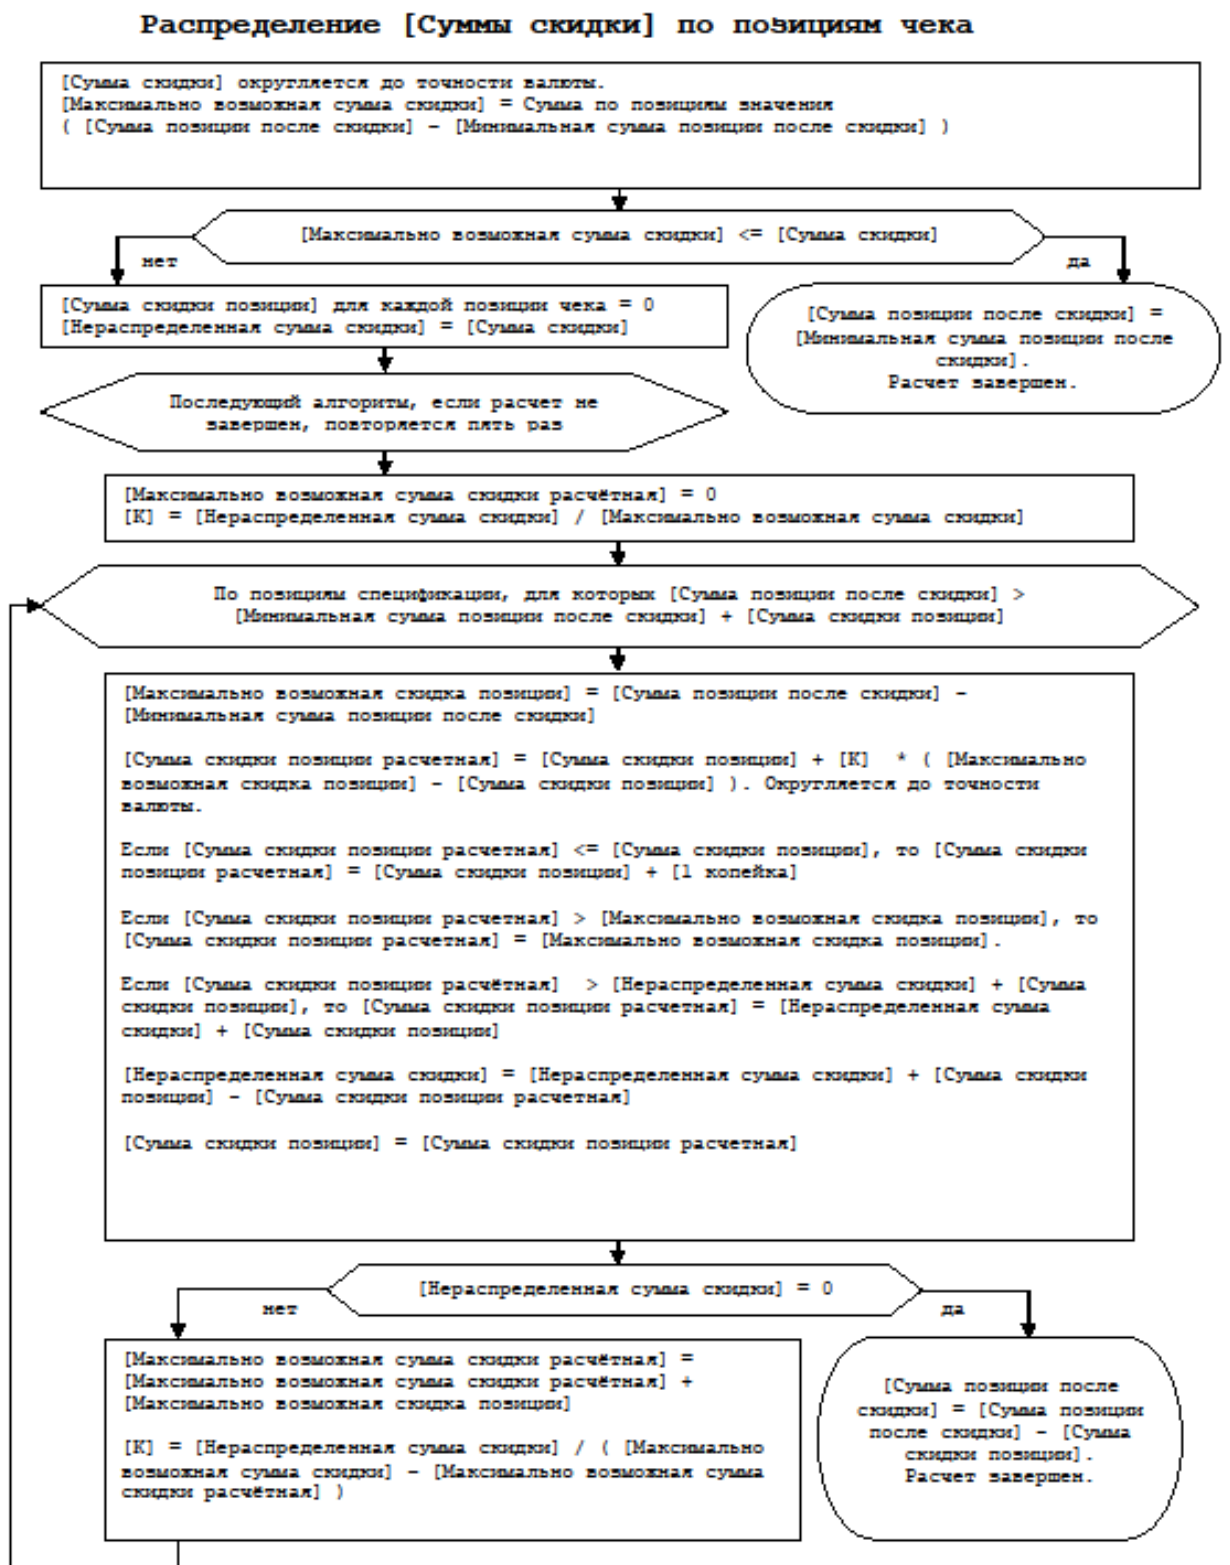 Распределение [Суммы скидки] по позициям чека
[Сумма скидки] округляется до точности валюты.
[Максимально возможная сумма скидки] = Сумма по позициям значения
( [Сумма позиции после скидки] – [Минимальная сумма позиции после скидки] )
[Максимально возможная сумма скидки] <= [Сумма скидки]
нет
да
[Сумма скидки позиции] для каждой позиции чека = 0
[Нераспределенная сумма скидки] = [Сумма скидки]
[Сумма позиции после скидки] =
[Минимальная сумма позиции после
скидки].
Расчет завершен.
Последующий алгоритм, если расчет не
завершен, повторяется пять раз
[Максимально возможная сумма скидки расчётная] = 0
[К] = [Нераспределенная сумма скидки] / [Максимально возможная сумма скидки]
По позициям спецификации, для которых [Сумма позиции после скидки] >
[Минимальная сумма позиции после скидки] + [Сумма скидки позиции]
[Максимально возможная скидка позиции] = [Сумма позиции после скидки] –
[Минимальная сумма позиции после скидки]
[Сумма скидки позиции расчетная] = [Сумма скидки позиции] + [К] * ( [Максимально
возможная скидка позиции] – [Сумма скидки позиции] ). Округляется до точности
валюты.
Если [Сумма скидки позиции расчетная] <= [Сумма скидки позиции], то [Сумма скидки
позиции расчетная] = [Сумма скидки позиции] + [1 копейка]
Если [Сумма скидки позиции расчетная] > [Максимально возможная скидка позиции], то
[Сумма скидки позиции расчетная] = [Максимально возможная скидка позиции].
Если [Сумма скидки позиции расчётная] > [Нераспределенная сумма скидки] + [Сумма
скидки позиции], то [Сумма скидки позиции расчетная] = [Нераспределенная сумма
скидки] + [Сумма скидки позиции]
[Нераспределенная сумма скидки] = [Нераспределенная сумма скидки] + [Сумма скидки
позиции] – [Сумма скидки позиции расчетная]
[Сумма скидки позиции] = [Сумма скидки позиции расчетная]
[Нераспределенная сумма скидки] = 0
нет
да
[Максимально возможная сумма скидки расчётная] =
[Максимально возможная сумма скидки расчётная] +
[Максимально возможная скидка позиции]
[К] = [Нераспределенная сумма скидки] / ( [Максимально
возможная сумма скидки] – [Максимально возможная сумма
скидки расчётная] )
[Сумма позиции после
скидки] = [Сумма позиции
после скидки] – [Сумма
скидки позиции].
Расчет завершен.